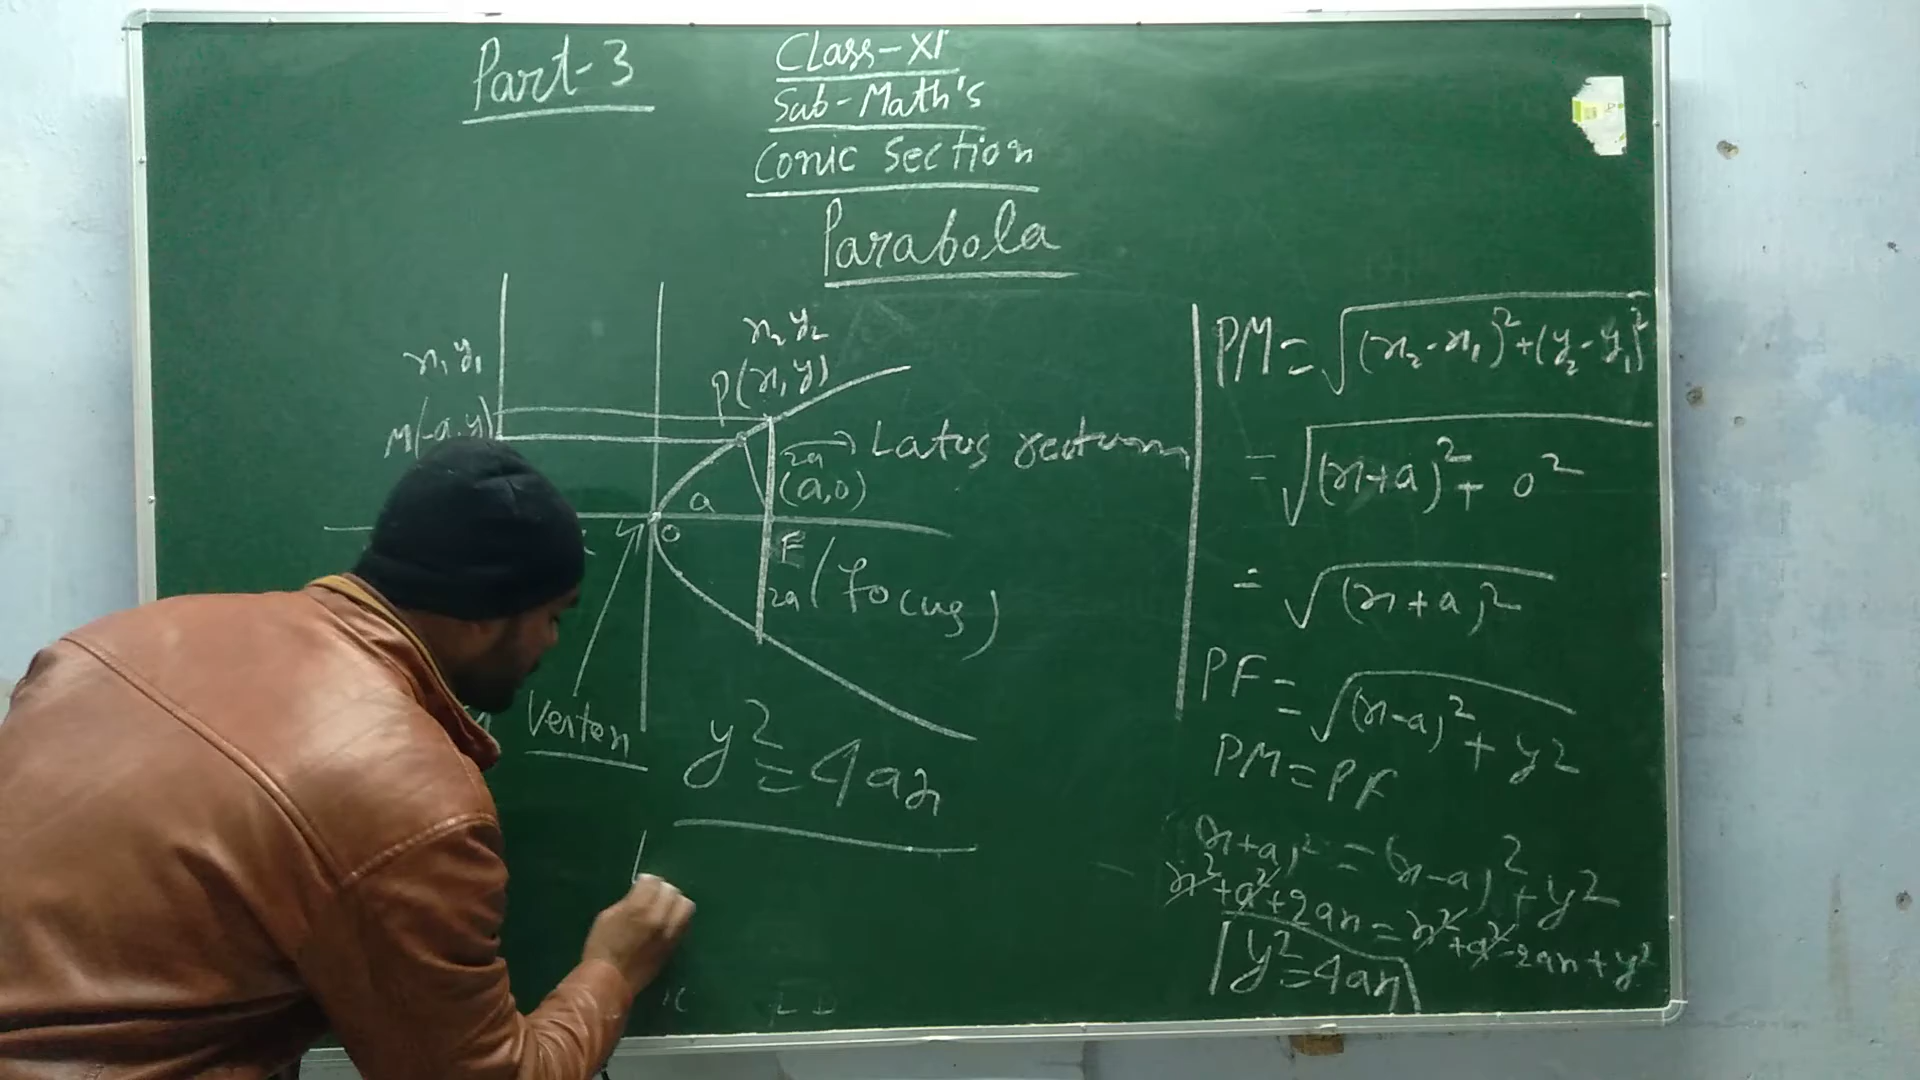 Part-3
Class-XI
Sub-Math's
Conic Section
Parabola
x₁ y₁
M(-a, y)
x₂ y₂
P(x, y)
2a → Latus rectum
(a,0)
a
O
F
2a (focus)
Vertex
y² = 4ax
PM = √(x₂-x₁)²+(y₂-y₁)²
= √(x+a)² + 0²
= √(x+a)²
PF = √(x-a)² + y²
PM = PF
x+a)² = (x-a)² + y²
x²+a²+2ax = x²+a²-2ax+y²
y² = 4ax